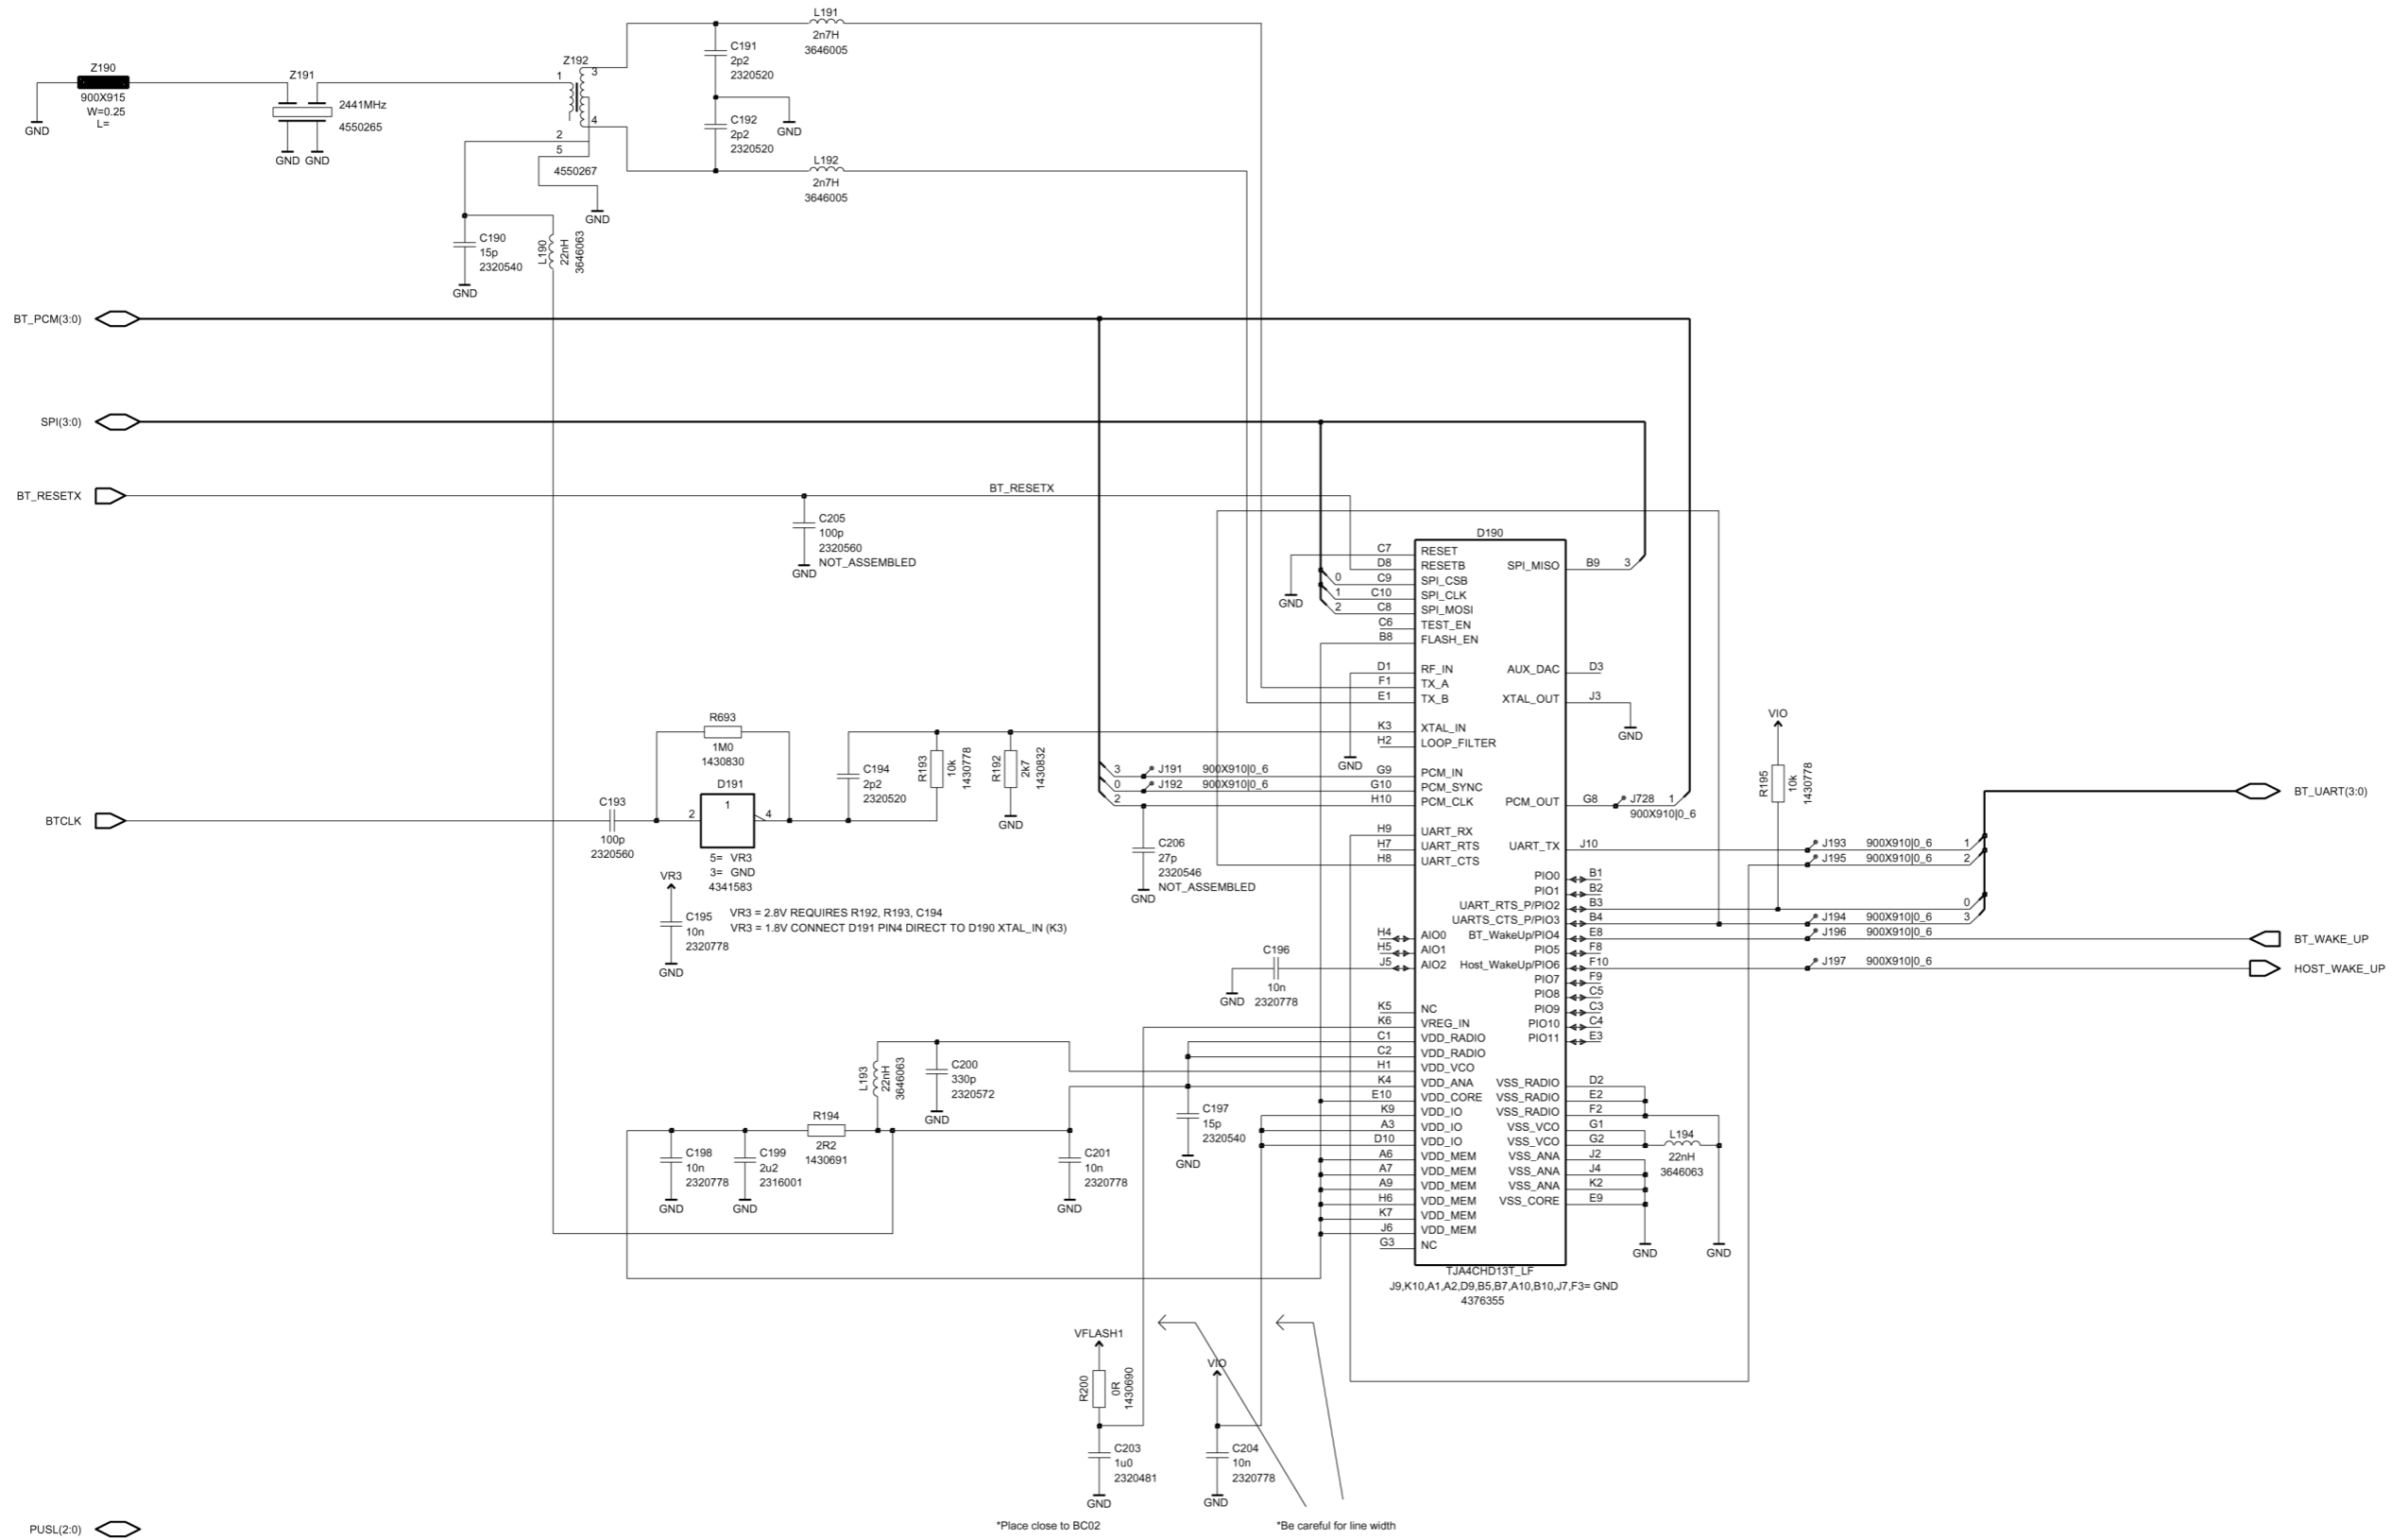 L191
2n7H
3646005
Z190
900X915
W=0.25
L=
GND
Z191
2441MHz
4550265
GND GND
Z192
1
3
4
2
5
4550267
GND
C191
2p2
2320520
GND
C192
2p2
2320520
L192
2n7H
3646005
C190
15p
2320540
GND
L190
22nH
3646063
BT_PCM(3:0)
SPI(3:0)
BT_RESETX
BT_RESETX
C205
100p
2320560
NOT_ASSEMBLED
GND
R693
1M0
1430830
D191
1
2
4
5= VR3
3= GND
4341583
BTCLK
C193
100p
2320560
VR3
C195
10n
2320778
GND
VR3 = 2.8V REQUIRES R192, R193, C194
VR3 = 1.8V CONNECT D191 PIN4 DIRECT TO D190 XTAL_IN (K3)
C194
2p2
2320520
R193
10k
1430778
R192
2k7
1430832
GND
3 J191 900X910|0_6
0 J192 900X910|0_6
2
C206
27p
2320546
NOT_ASSEMBLED
GND
GND
0
1
2
GND
C196
10n
2320778
GND
D190
C7 RESET
D8 RESETB
C9 SPI_CSB
C10 SPI_CLK
C8 SPI_MOSI
C6 TEST_EN
B8 FLASH_EN
D1 RF_IN
F1 TX_A
E1 TX_B
K3 XTAL_IN
H2 LOOP_FILTER
G9 PCM_IN
G10 PCM_SYNC
H10 PCM_CLK
H9 UART_RX
H7 UART_RTS
H8 UART_CTS
H4 AIO0
H5 AIO1
J5 AIO2
K5 NC
K6 VREG_IN
C1 VDD_RADIO
C2 VDD_RADIO
H1 VDD_VCO
K4 VDD_ANA
E10 VDD_CORE
K9 VDD_IO
A3 VDD_IO
D10 VDD_IO
A6 VDD_MEM
A7 VDD_MEM
A9 VDD_MEM
H6 VDD_MEM
K7 VDD_MEM
J6 VDD_MEM
G3 NC
SPI_MISO B9 3
AUX_DAC D3
XTAL_OUT J3
GND
PCM_OUT G8 J728 1
900X910|0_6
UART_TX J10
PIO0 B1
PIO1 B2
UART_RTS_P/PIO2 B3
UARTS_CTS_P/PIO3 B4
BT_WakeUp/PIO4 E8
PIO5 F8
Host_WakeUp/PIO6 F10
PIO7 F9
PIO8 C5
PIO9 C3
PIO10 C4
PIO11 E3
VSS_RADIO D2
VSS_RADIO E2
VSS_RADIO F2
VSS_VCO G1
VSS_VCO G2
VSS_ANA J2
VSS_ANA J4
VSS_ANA K2
VSS_CORE E9
L194
22nH
3646063
GND
GND
TJA4CHD13T_LF
J9,K10,A1,A2,D9,B5,B7,A10,B10,J7,F3= GND
4376355
VIO
R195
10k
1430778
J193 900X910|0_6 1
J195 900X910|0_6 2
0
J194 900X910|0_6 3
J196 900X910|0_6
J197 900X910|0_6
BT_UART(3:0)
BT_WAKE_UP
HOST_WAKE_UP
L193
22nH
3646063
C200
330p
2320572
GND
R194
2R2
1430691
C198
10n
2320778
GND
C199
2u2
2316001
GND
C201
10n
2320778
GND
C197
15p
2320540
GND
VFLASH1
R200
0R
1430690
C203
1u0
2320481
GND
VIO
C204
10n
2320778
GND
*Place close to BC02
*Be careful for line width
PUSL(2:0)